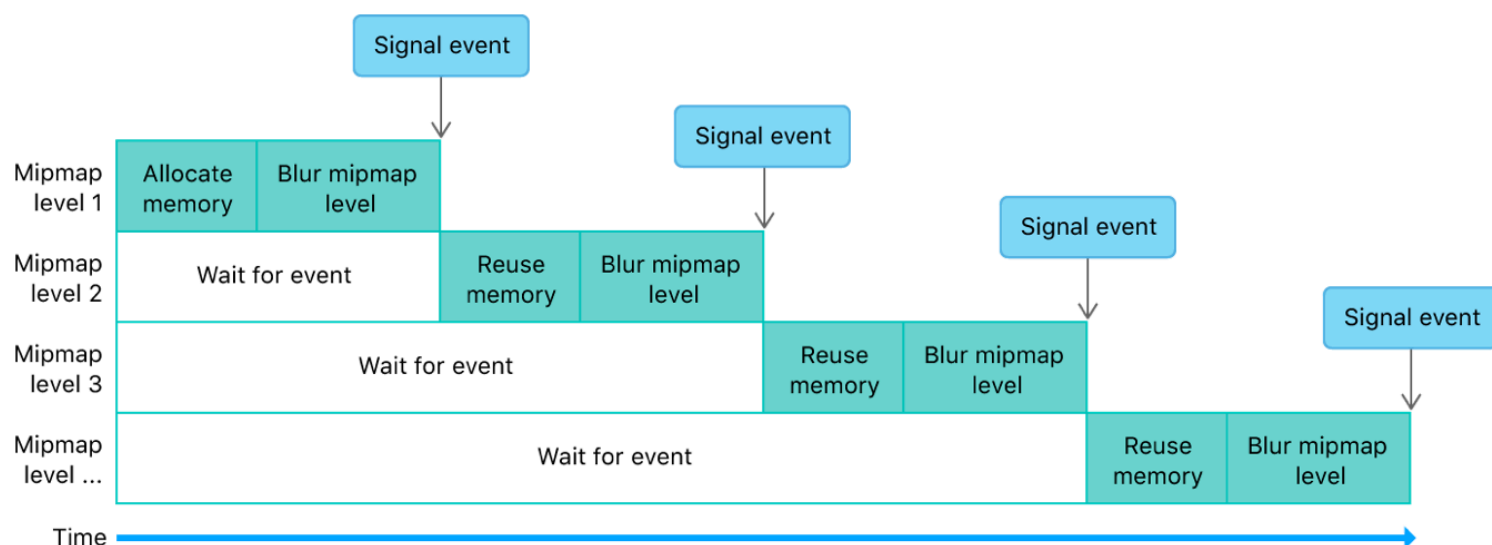 Signal event
Signal event
Mipmap
level 1
Allocate
memory
Blur mipmap
level
Signal event
Mipmap
level 2
Wait for event
Reuse
memory
Blur mipmap
level
Signal event
Mipmap
level 3
Wait for event
Reuse
memory
Blur mipmap
level
Mipmap
level ...
Wait for event
Reuse
memory
Blur mipmap
level
Time